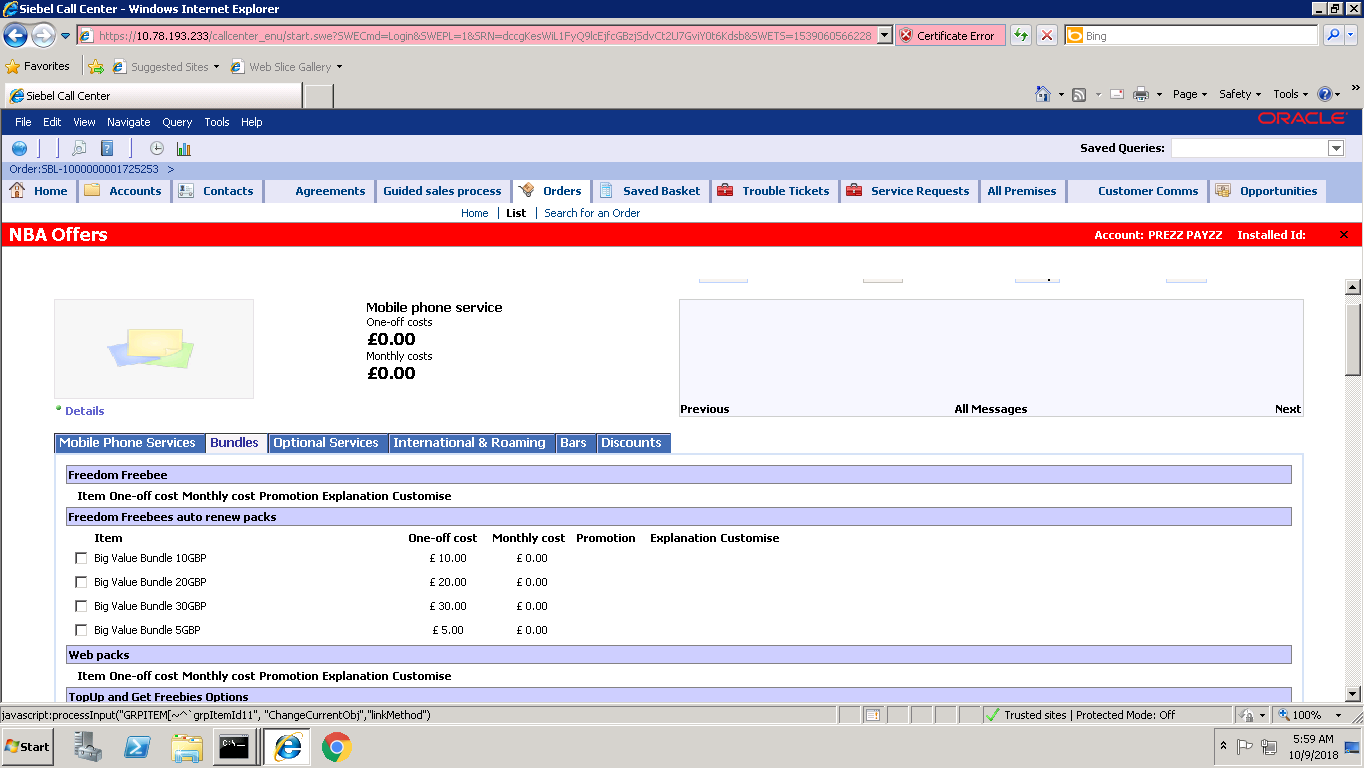 Siebel Call Center - Windows Internet Explorer
https://10.78.193.233/callcenter_enu/start.swe?SWECmd=Login&SWEPL=1&SRN=dccgKesWiL1FyQ9lcEjfcGBzjSdvCt2U7GviY0t6Kdsb&SWETS=1539060566228 Certificate Error Bing
Favorites Suggested Sites Web Slice Gallery
Siebel Call Center Page Safety Tools
File Edit View Navigate Query Tools Help ORACLE
Saved Queries:
Order:SBL-1000000001725253 >
Home Accounts Contacts Agreements Guided sales process Orders Saved Basket Trouble Tickets Service Requests All Premises Customer Comms Opportunities
Home List Search for an Order
NBA Offers Account: PREZZ PAYZZ Installed Id:
Mobile phone service
One-off costs
£0.00
Monthly costs
£0.00
Previous All Messages Next
Details
Mobile Phone Services Bundles Optional Services International & Roaming Bars Discounts
Freedom Freebee
Item One-off cost Monthly cost Promotion Explanation Customise
Freedom Freebees auto renew packs
Item One-off cost Monthly cost Promotion Explanation Customise
Big Value Bundle 10GBP £ 10.00 £ 0.00
Big Value Bundle 20GBP £ 20.00 £ 0.00
Big Value Bundle 30GBP £ 30.00 £ 0.00
Big Value Bundle 5GBP £ 5.00 £ 0.00
Web packs
Item One-off cost Monthly cost Promotion Explanation Customise
TopUp and Get Freebies Options
javascript:processInput("GRPITEM[~^`grpItemId11", "ChangeCurrentObj","linkMethod") Trusted sites | Protected Mode: Off 100%
Start C:\ 5:59 AM
10/9/2018